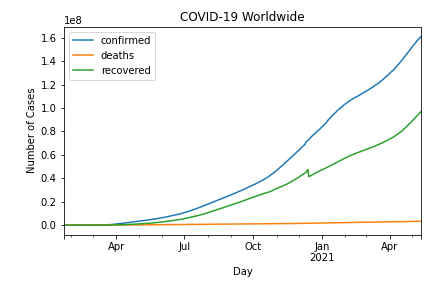 COVID-19 Worldwide
1e8
confirmed
deaths
recovered
1.6
1.4
1.2
1.0
0.8
0.6
0.4
0.2
0.0
Number of Cases
Apr Jul Oct Jan Apr
2021
Day